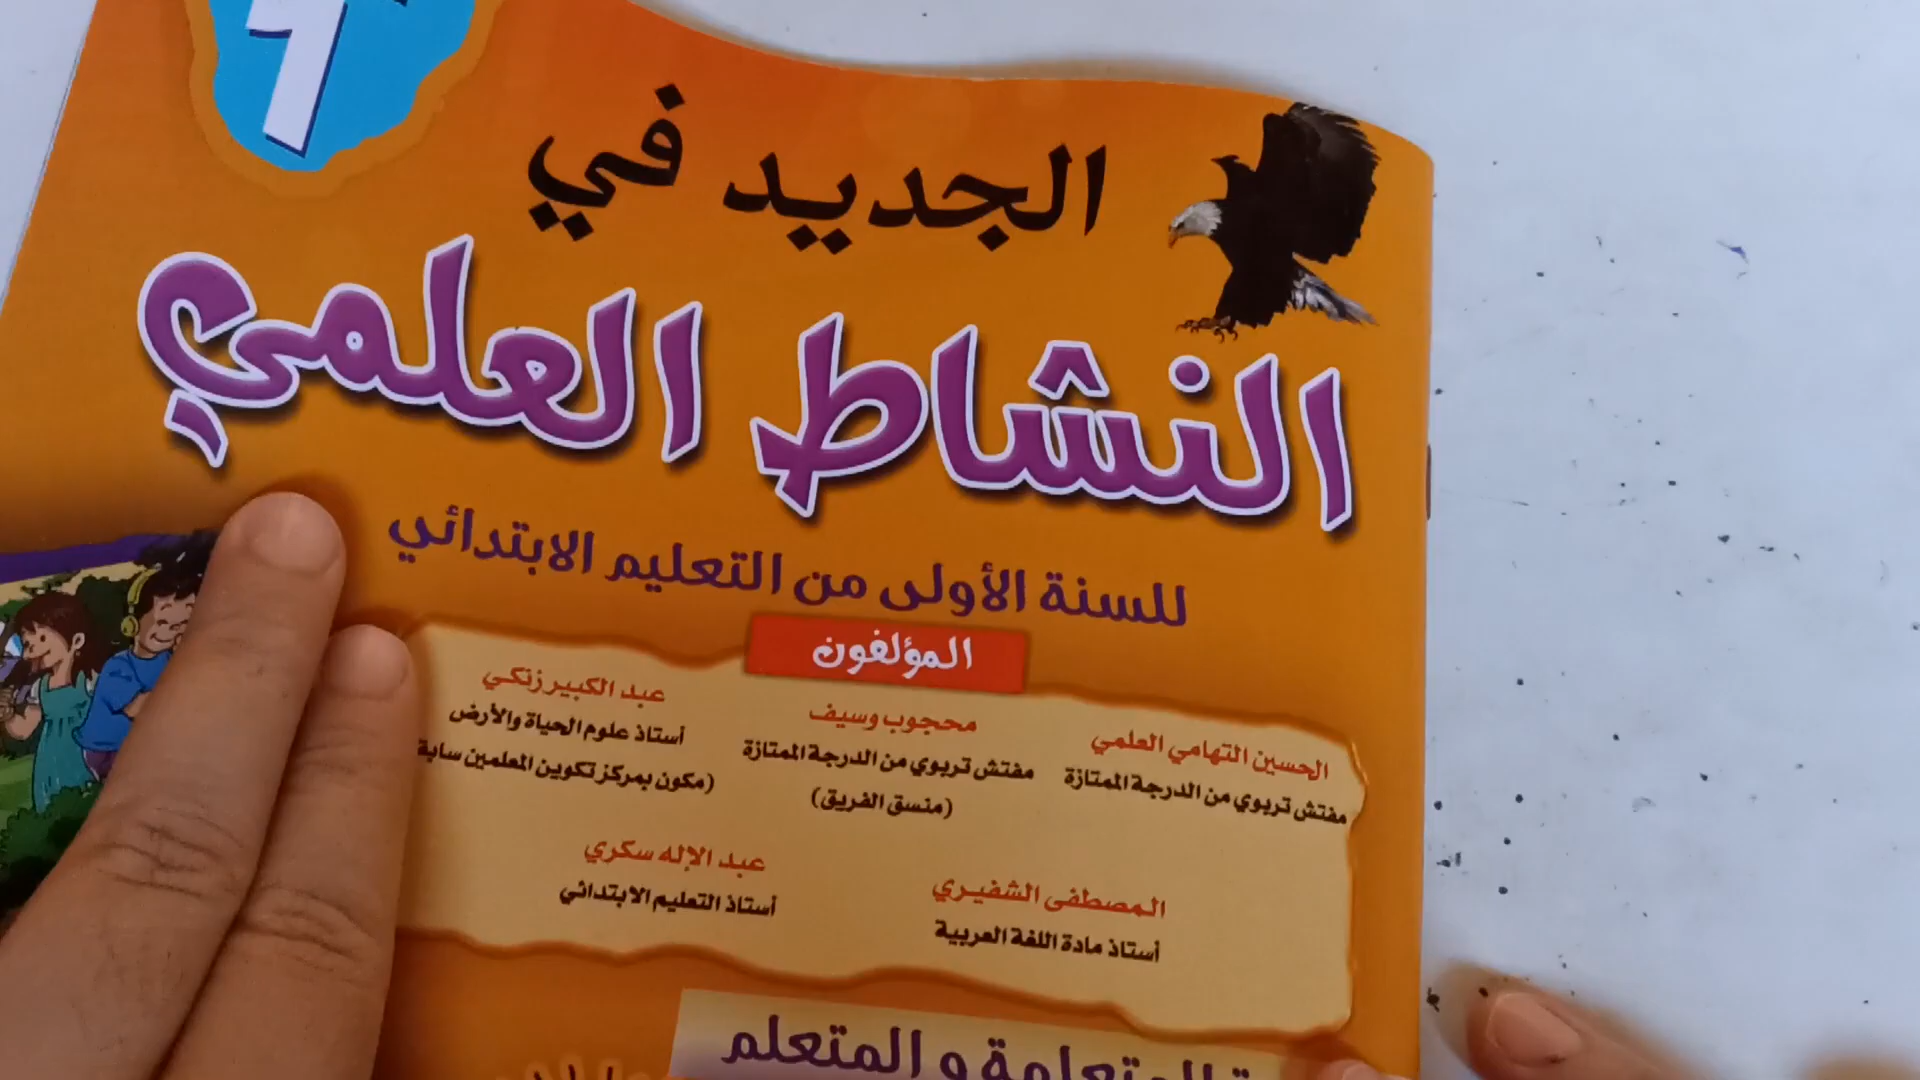 1
الجديد في
النشاط العلمي
للسنة الأولى من التعليم الابتدائي
المؤلفون
الحسين التهامي العلمي
مفتش تربوي من الدرجة الممتازة
محجوب وسيف
مفتش تربوي من الدرجة الممتازة
(منسق الفريق)
عبد الكبير زنكي
أستاذ علوم الحياة والأرض
(مكون بمركز تكوين المعلمين سابقا
المصطفى الشفيري
أستاذ مادة اللغة العربية
عبد الإله سكري
أستاذ التعليم الابتدائي
المتعلمة و المتعلم